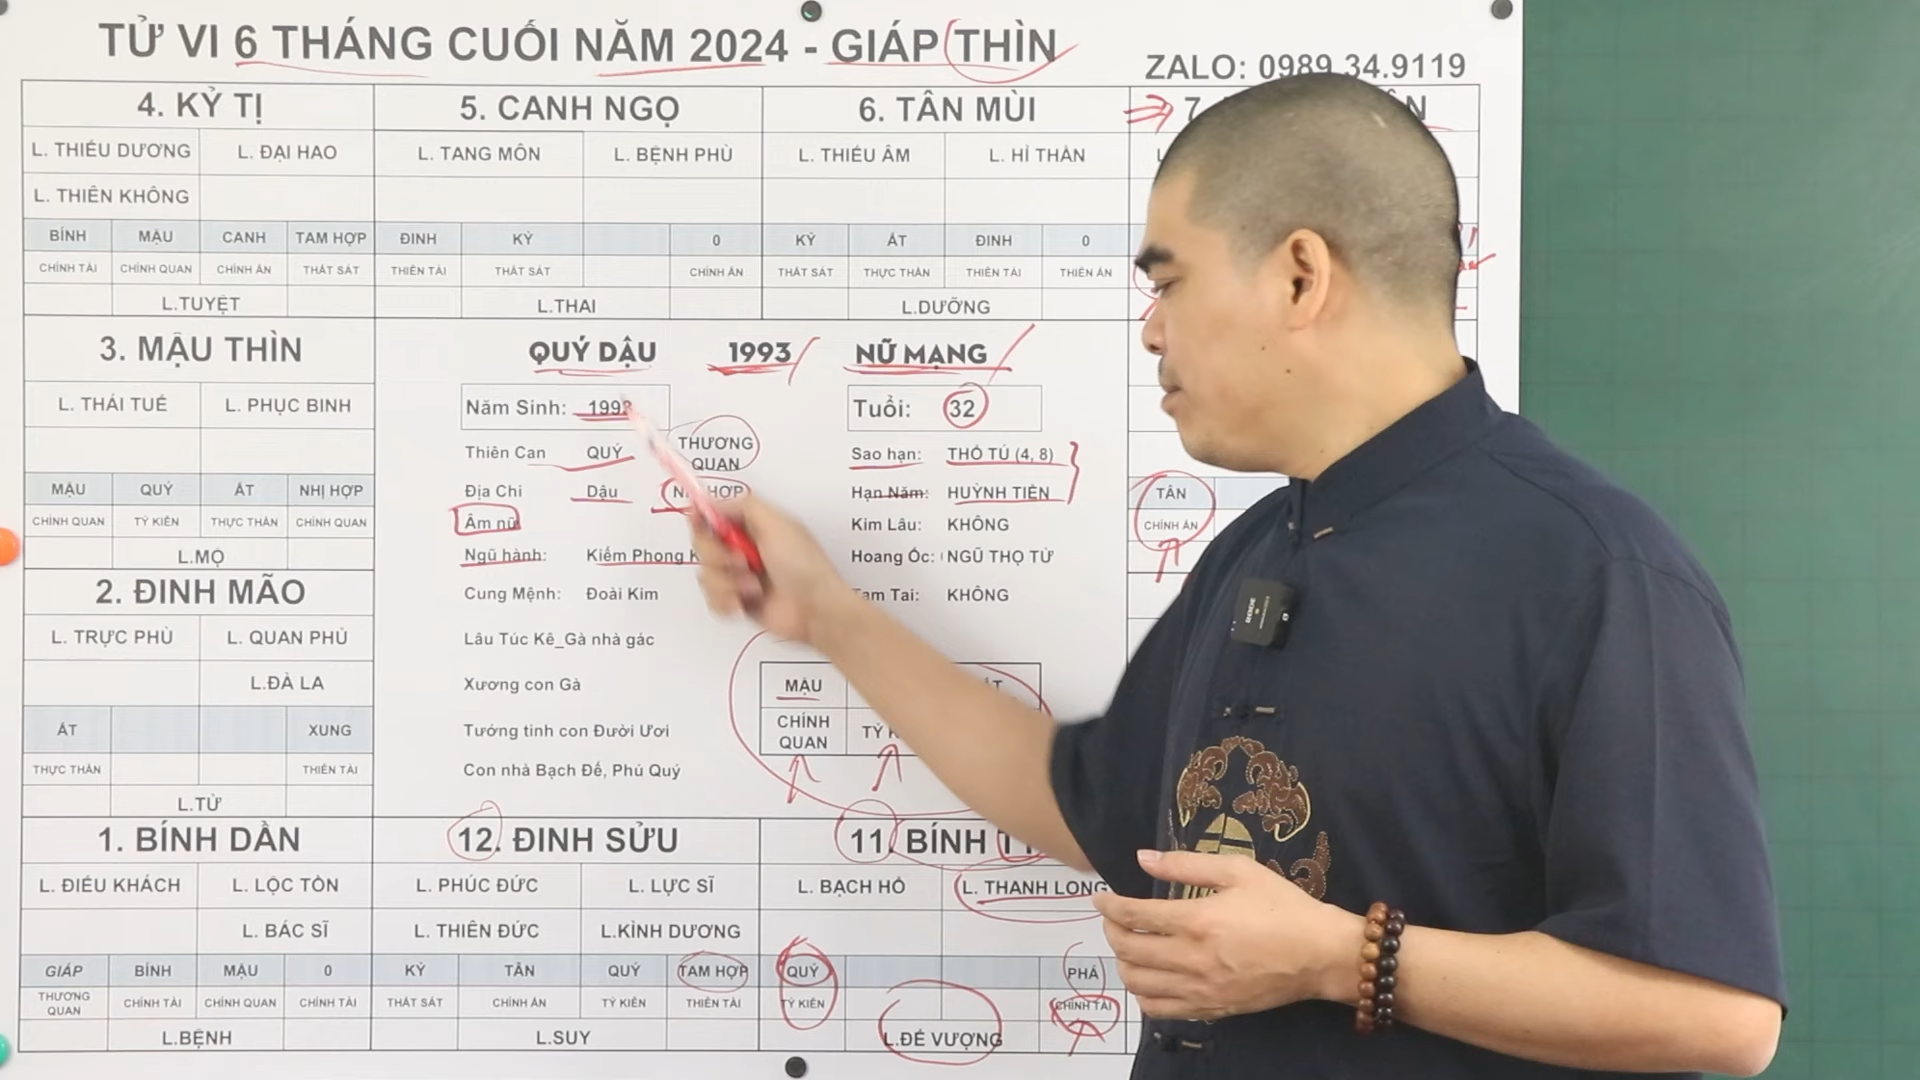 TỬ VI 6 THÁNG CUỐI NĂM 2024 - GIÁP THÌN
ZALO: 0989.34.9119
4. KỶ TỊ
L. THIẾU DƯƠNG L. ĐẠI HAO
L. THIÊN KHÔNG
BÍNH MẬU CANH TAM HỢP
CHÍNH TÀI CHÍNH QUAN CHÍNH ẤN THẤT SÁT
L.TUYỆT
5. CANH NGỌ
L. TANG MÔN L. BỆNH PHÙ
ĐINH KỶ 0
THIÊN TÀI THẤT SÁT CHÍNH ẤN
L.THAI
6. TÂN MÙI
L. THIẾU ÂM L. HỈ THẦN
KỶ ẤT ĐINH 0
THẤT SÁT THỰC THẦN THIÊN TÀI THIÊN ẤN
L.DƯỠNG
7.
3. MẬU THÌN
L. THÁI TUẾ L. PHỤC BINH
MẬU QUÝ ẤT NHỊ HỢP
CHÍNH QUAN TỶ KIÊN THỰC THẦN CHÍNH QUAN
L.MỘ
QUÝ DẬU 1993 NỮ MẠNG
Năm Sinh: 1993 Tuổi: 32
Thiên Can QUÝ THƯƠNG QUAN
Địa Chi Dậu HỢP
Âm nữ
Ngũ hành: Kiếm Phong
Cung Mệnh: Đoài Kim
Lâu Túc Kê_Gà nhà gác
Xương con Gà
Tướng tinh con Đười Ươi
Con nhà Bạch Đế, Phú Quý
Sao hạn: THỔ TÚ (4, 8)
Hạn Năm: HUỲNH TIỀN
Kim Lâu: KHÔNG
Hoang Ốc: NGŨ THỌ TỬ
Tam Tai: KHÔNG
MẬU
CHÍNH QUAN TỶ
TÂN
CHÍNH ẤN
2. ĐINH MÃO
L. TRỰC PHÙ L. QUAN PHỦ
L.ĐÀ LA
ẤT XUNG
THỰC THẦN THIÊN TÀI
L.TỬ
1. BÍNH DẦN
L. ĐIẾU KHÁCH L. LỘC TỒN
L. BÁC SĨ
GIÁP BÍNH MẬU 0
THƯƠNG QUAN CHÍNH TÀI CHÍNH QUAN CHÍNH TÀI
L.BỆNH
12. ĐINH SỬU
L. PHÚC ĐỨC L. LỰC SĨ
L. THIÊN ĐỨC L.KÌNH DƯƠNG
KỶ TÂN QUÝ TAM HỢP
THẤT SÁT CHÍNH ẤN TỶ KIÊN THIÊN TÀI
L.SUY
11. BÍNH
L. BẠCH HỔ L. THANH LONG
QUÝ PHÁ
TỶ KIÊN CHÍNH TÀI
L.ĐẾ VƯỢNG